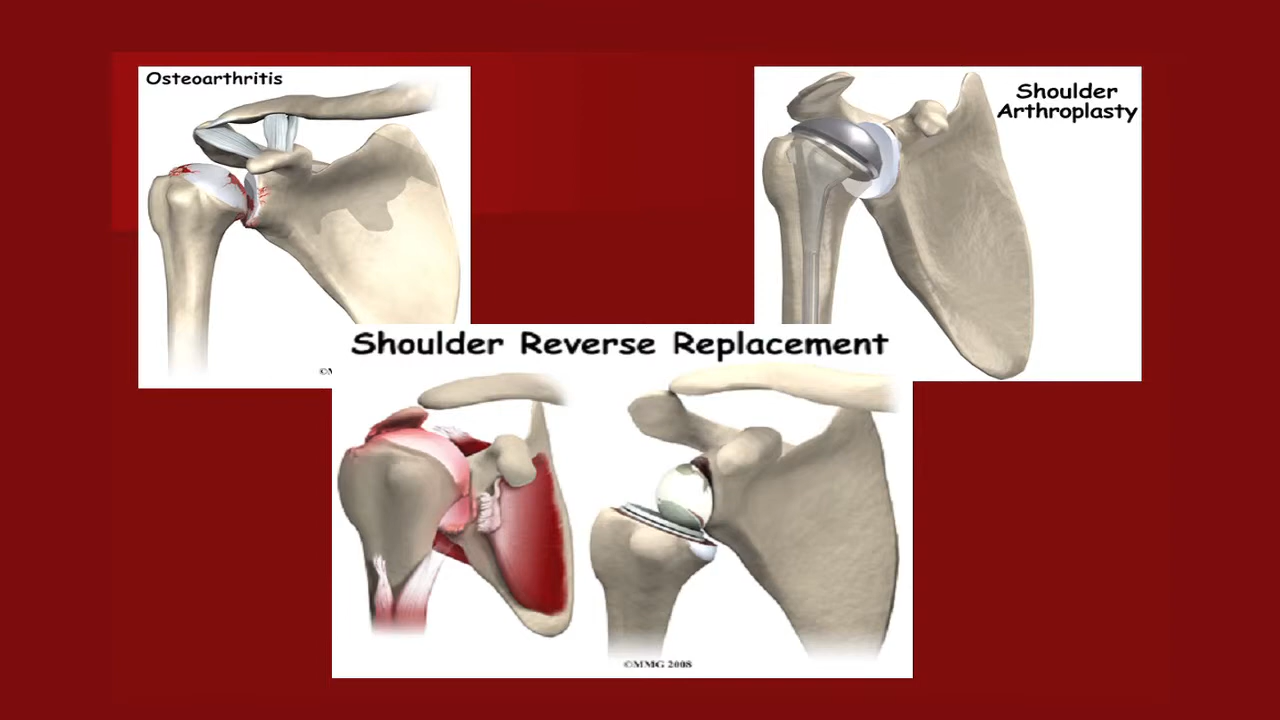 Osteoarthritis
Shoulder
Arthroplasty
Shoulder Reverse Replacement
©MMG 2008